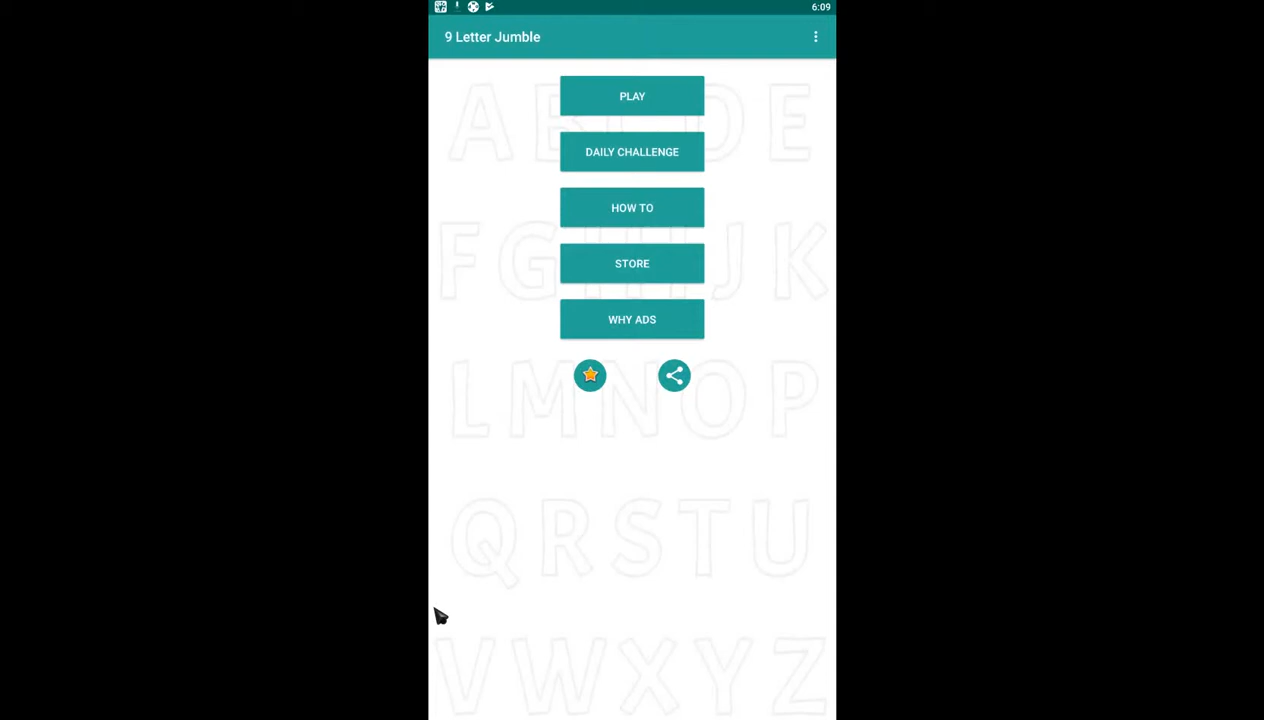 6:09
9 Letter Jumble
PLAY
DAILY CHALLENGE
HOW TO
STORE
WHY ADS
A B C D E
F G H I J K
L M N O P
Q R S T U
V W X Y Z